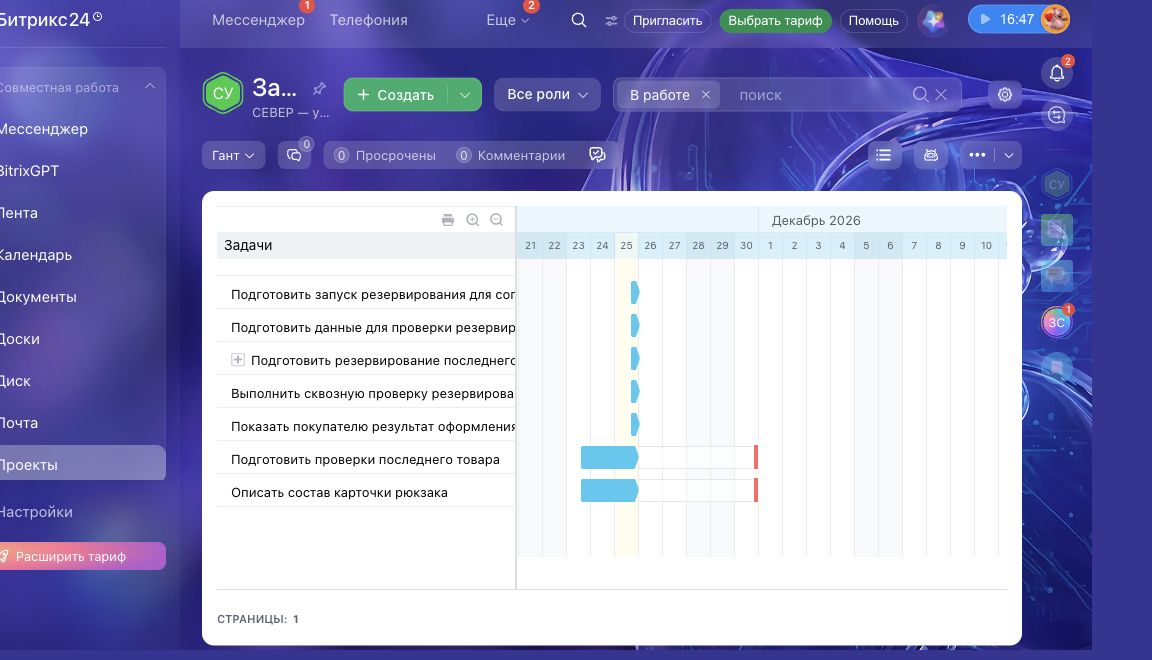 Битрикс24
Мессенджер 1
Телефония
Еще 2
Пригласить
Выбрать тариф
Помощь
16:47
Совместная работа
Мессенджер
BitrixGPT
Лента
Календарь
Документы
Доски
Диск
Почта
Проекты
Настройки
Расширить тариф
СУ
За...
СЕВЕР — у...
+ Создать
Все роли
В работе
поиск
2
Гант
0
0 Просрочены
0 Комментарии
СУ
1
ЗС
Декабрь 2026
Задачи
21 22 23 24 25 26 27 28 29 30 1 2 3 4 5 6 7 8 9 10
Подготовить запуск резервирования для
Подготовить данные для проверки
Подготовить резервирование
Выполнить сквозную проверку
Показать покупателю результат оформления
Подготовить проверки последнего товара
Описать состав карточки рюкзака
СТРАНИЦЫ: 1